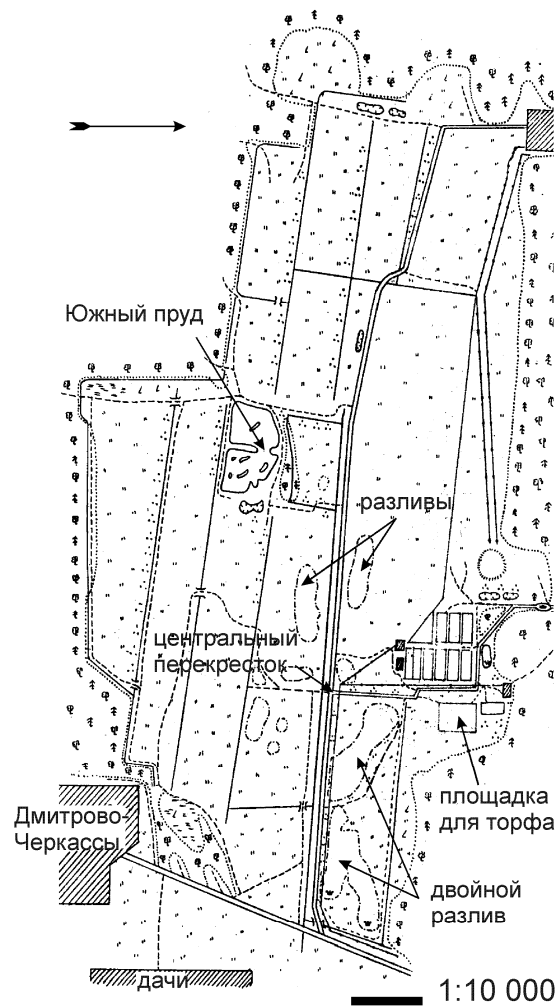 Южный пруд
разливы
центральный
перекресток
площадка
для торфа
Дмитрово-
Черкассы
двойной
разлив
дачи
1:10 000